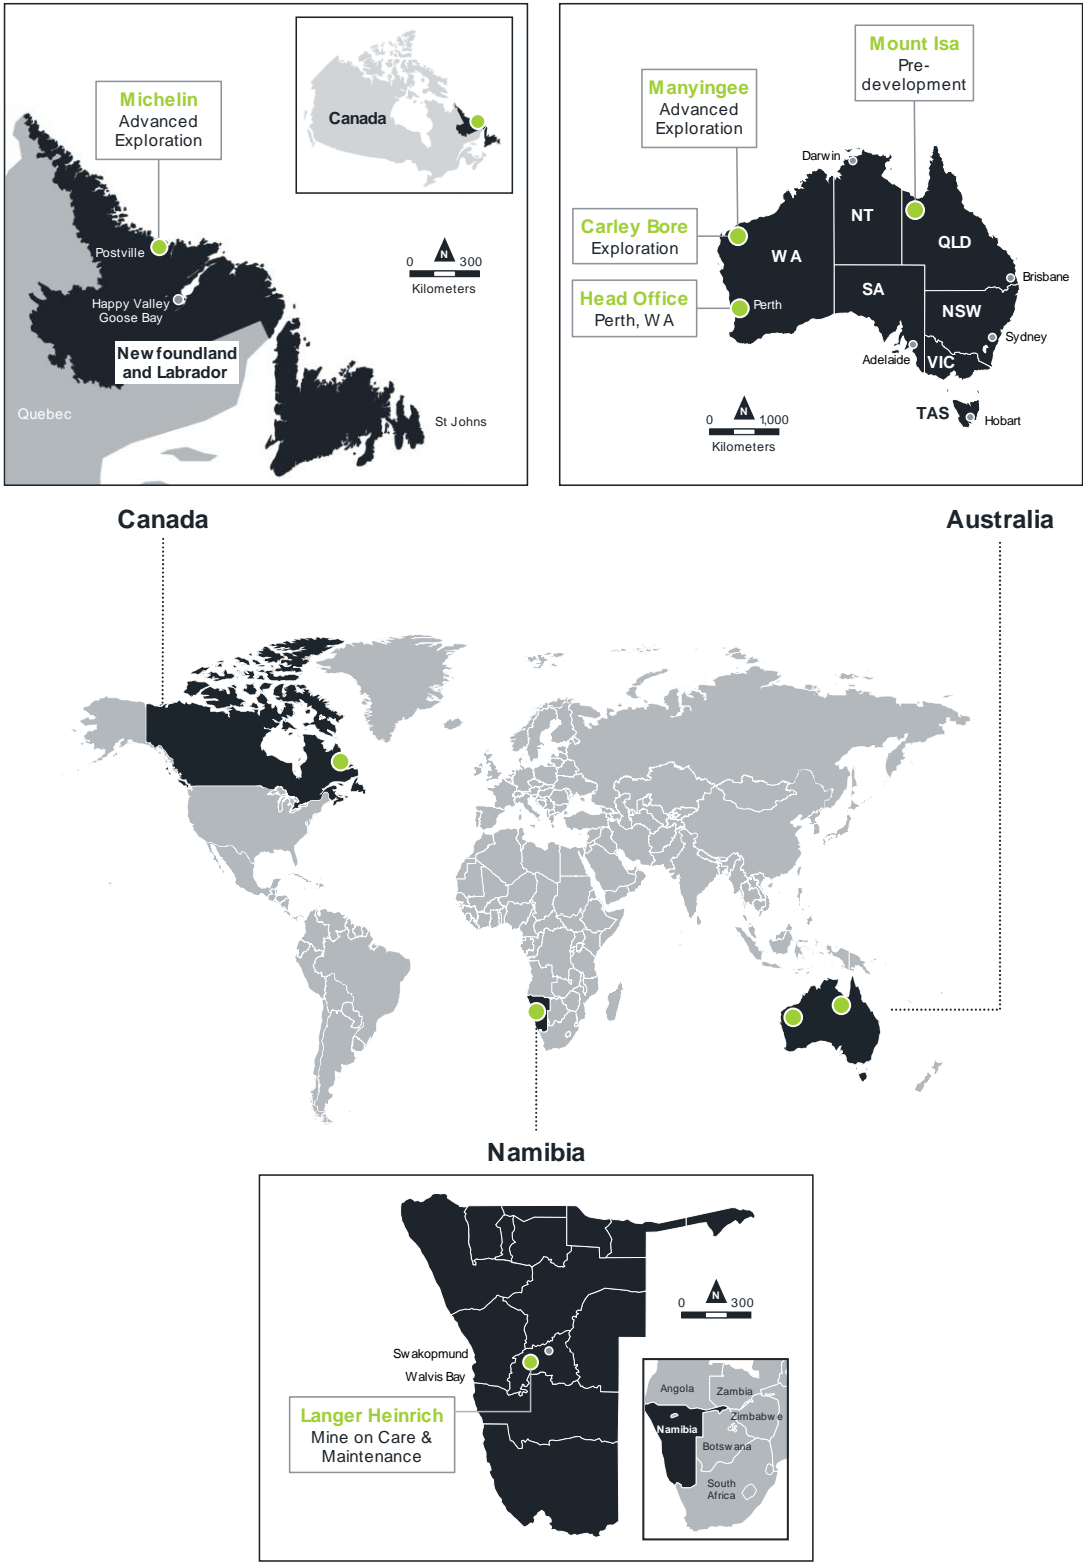 Michelin
Advanced
Exploration
Canada
Postville
Happy Valley
Goose Bay
Newfoundland
and Labrador
Quebec
St Johns
N
0 300
Kilometers
Mount Isa
Pre-
development
Manyingee
Advanced
Exploration
Darwin
Carley Bore
Exploration
Head Office
Perth, WA
NT
QLD
WA
SA
NSW
VIC
TAS
Perth
Brisbane
Sydney
Adelaide
Hobart
N
0 1,000
Kilometers
Canada
Australia
Namibia
N
0 300
Swakopmund
Walvis Bay
Langer Heinrich
Mine on Care &
Maintenance
Angola
Zambia
Zimbabwe
Namibia
Botswana
South
Africa